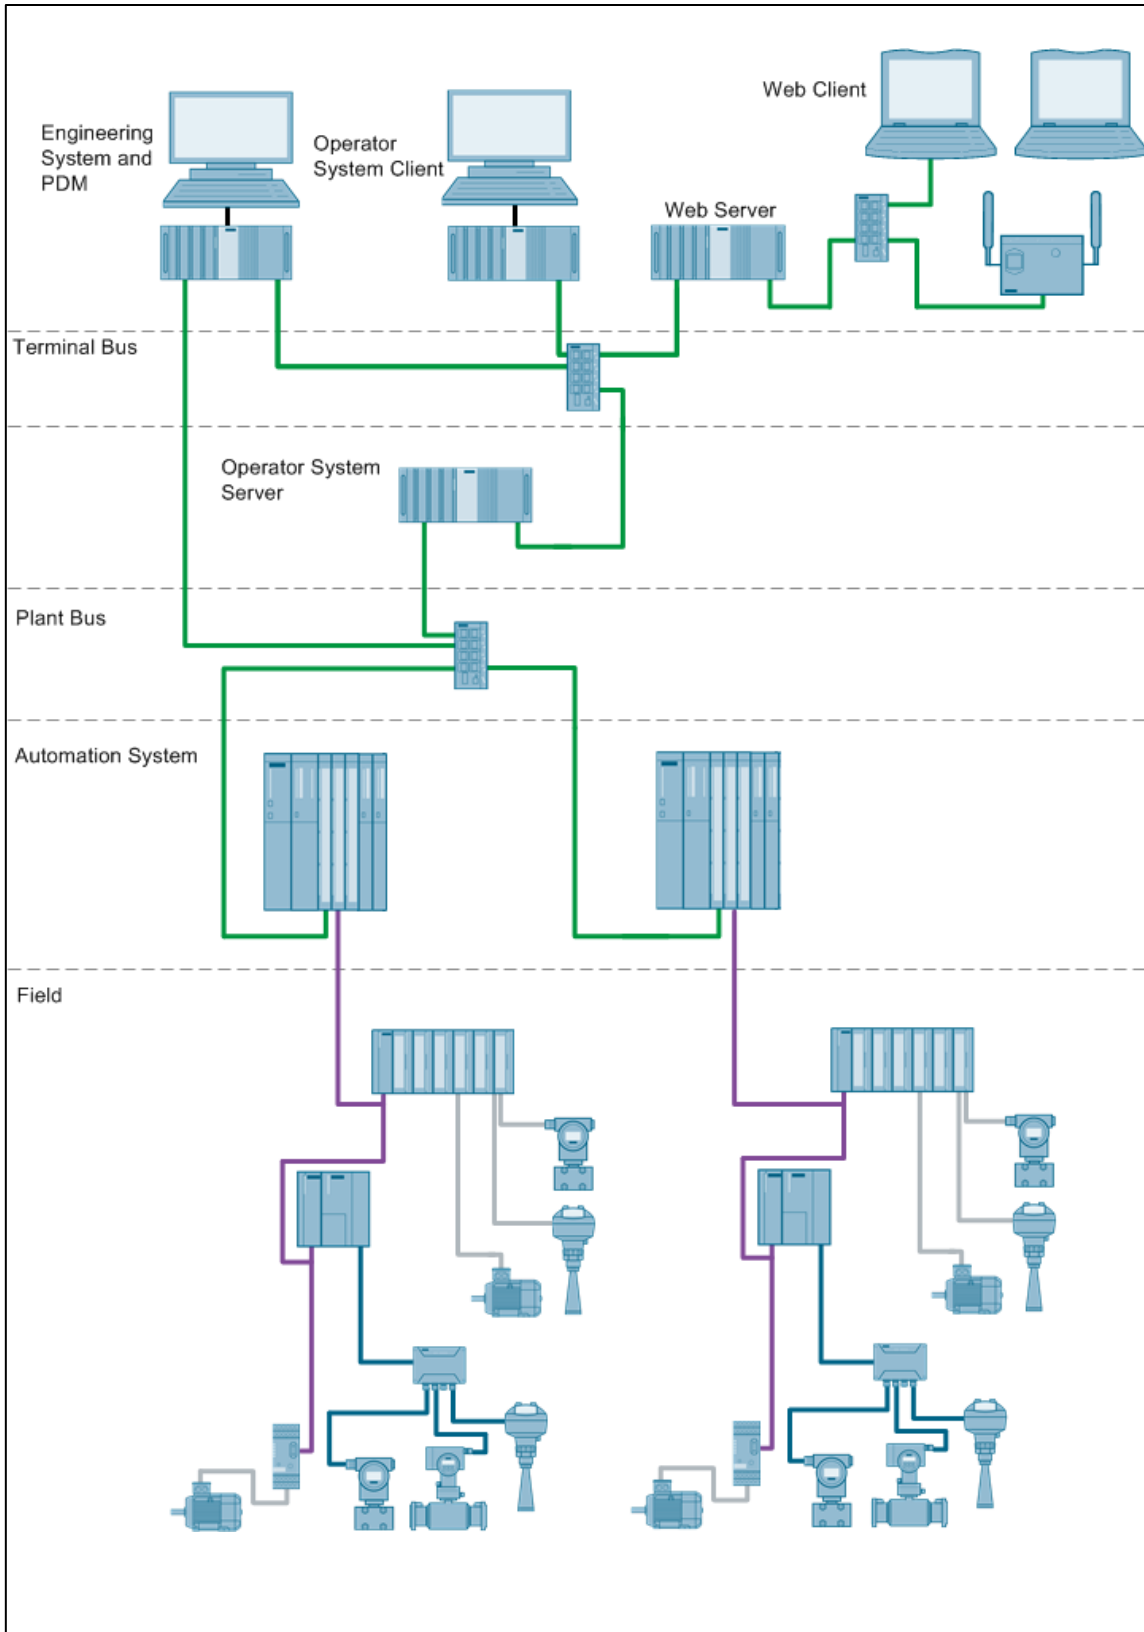 Web Client
Engineering
System and
PDM
Operator
System Client
Web Server
Terminal Bus
Operator System
Server
Plant Bus
Automation System
Field